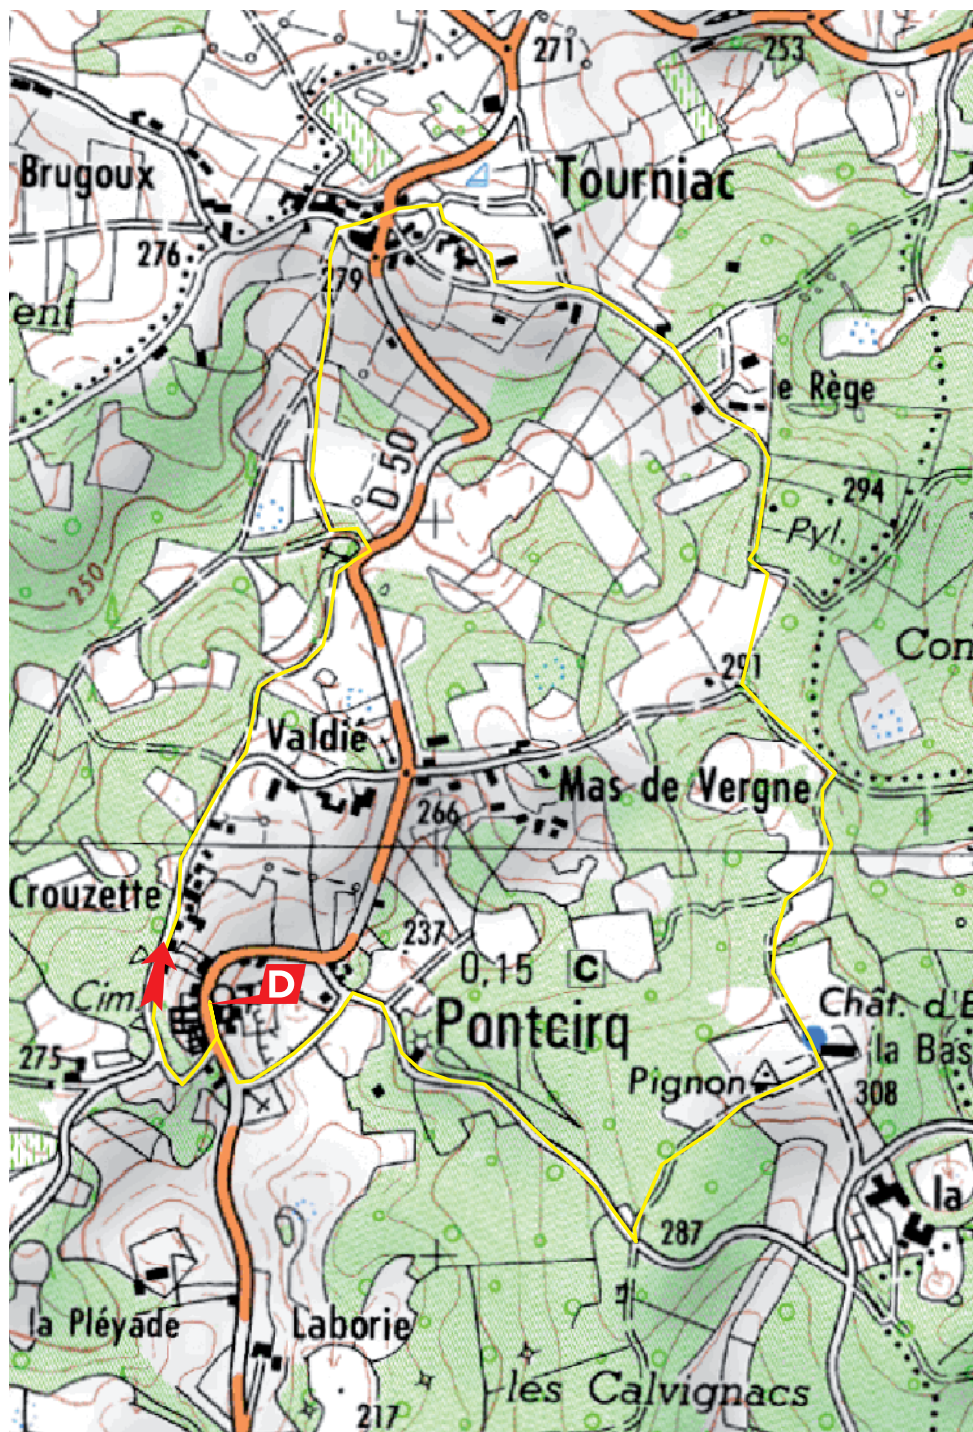 271
253
Brugoux
Tourniac
276
279
ent
le Rège
D 50
294
Pyl.
250
291
Con
Valdié
Mas de Vergne
266
Crouzette
237
0,15 C
D
Cim.
Pontcirq
Chât. d'E
275
la Bas
Pignon
308
la
287
la Pléyade
Laborie
les Calvignacs
217